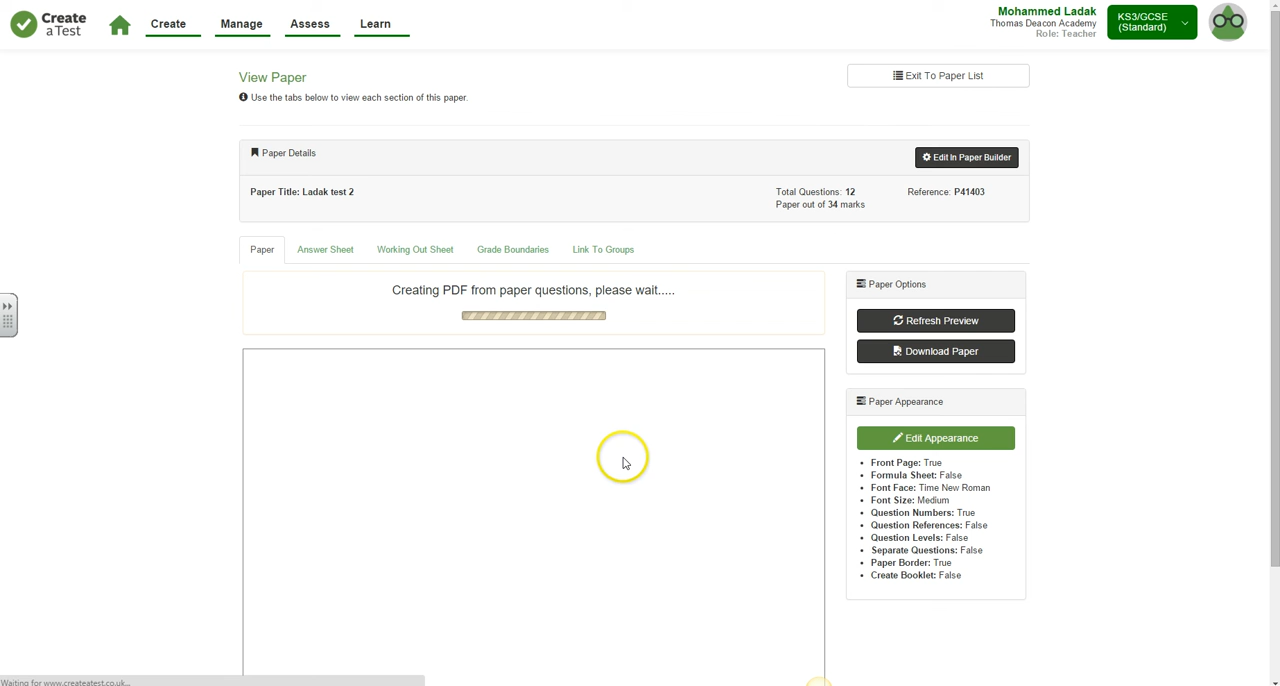 Create
a Test
Create
Manage
Assess
Learn
Mohammed Ladak
Thomas Deacon Academy
Role: Teacher
KS3/GCSE
(Standard)
View Paper
Use the tabs below to view each section of this paper.
Exit To Paper List
Paper Details
Edit In Paper Builder
Paper Title: Ladak test 2
Total Questions: 12
Paper out of 34 marks
Reference: P41403
Paper
Answer Sheet
Working Out Sheet
Grade Boundaries
Link To Groups
Creating PDF from paper questions, please wait.....
Paper Options
Refresh Preview
Download Paper
Paper Appearance
Edit Appearance
Front Page: True
Formula Sheet: False
Font Face: Time New Roman
Font Size: Medium
Question Numbers: True
Question References: False
Question Levels: False
Separate Questions: False
Paper Border: True
Create Booklet: False
Waiting for www.createatest.co.uk...